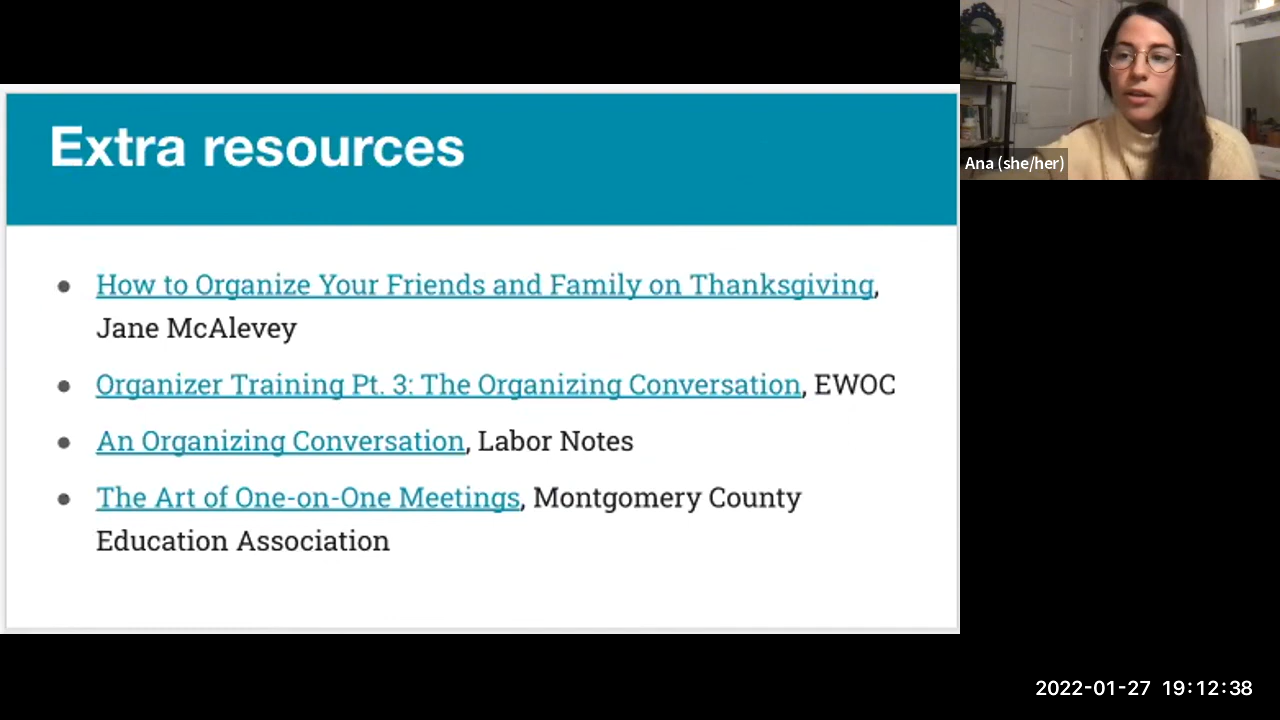 Extra resources
Ana (she/her)
● How to Organize Your Friends and Family on Thanksgiving,
Jane McAlevey
● Organizer Training Pt. 3: The Organizing Conversation, EWOC
● An Organizing Conversation, Labor Notes
● The Art of One-on-One Meetings, Montgomery County
Education Association
2022-01-27 19:12:38